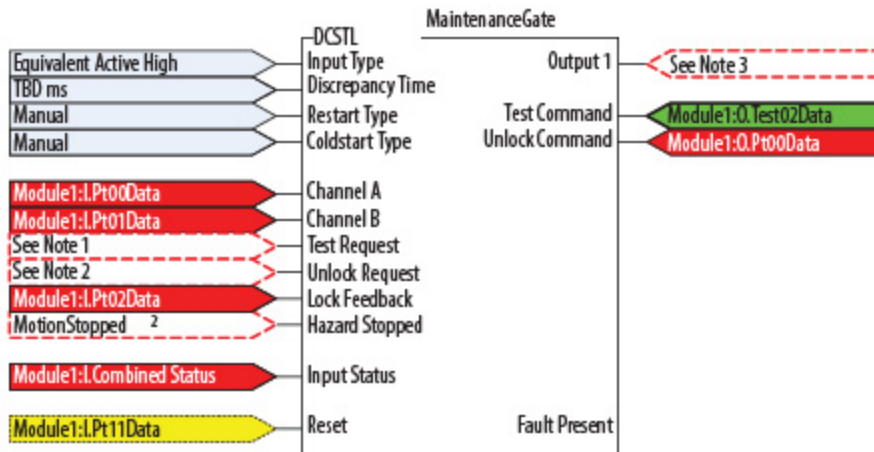 MaintenanceGate
DCSTL
Equivalent Active High Input Type Output 1 See Note 3
TBD ms Discrepancy Time
Manual Restart Type Test Command Module1:O.Test02Data
Manual Coldstart Type Unlock Command Module1:O.Pt00Data
Module1:I.Pt00Data Channel A
Module1:I.Pt01Data Channel B
See Note 1 Test Request
See Note 2 Unlock Request
Module1:I.Pt02Data Lock Feedback
MotionStopped 2 Hazard Stopped
Module1:I.Combined Status Input Status
Module1:I.Pt11Data Reset Fault Present